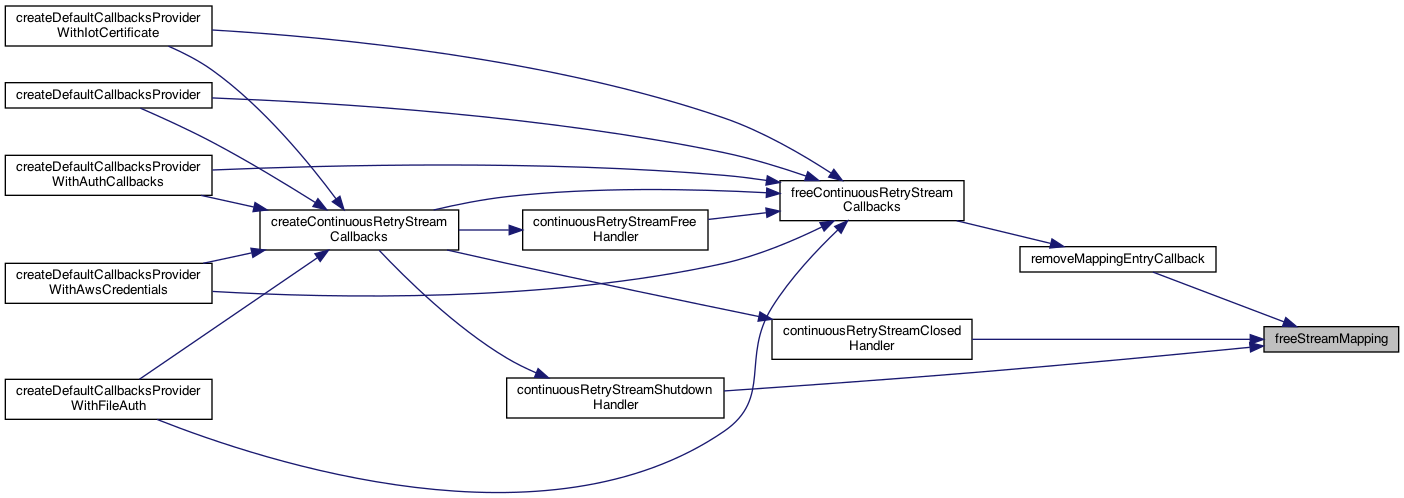 createDefaultCallbacksProvider
WithIotCertificate
createDefaultCallbacksProvider
createDefaultCallbacksProvider
WithAuthCallbacks
createDefaultCallbacksProvider
WithAwsCredentials
createDefaultCallbacksProvider
WithFileAuth
createContinuousRetryStream
Callbacks
continuousRetryStreamFree
Handler
continuousRetryStreamShutdown
Handler
freeContinuousRetryStream
Callbacks
continuousRetryStreamClosed
Handler
removeMappingEntryCallback
freeStreamMapping